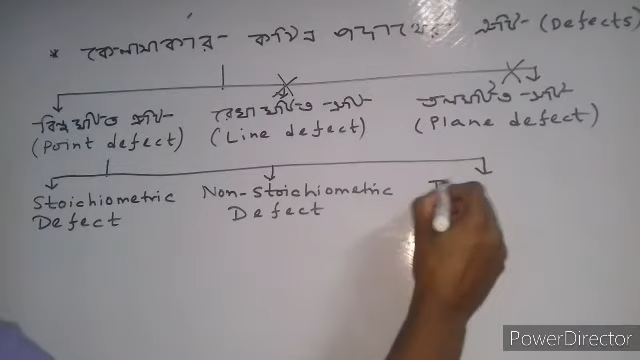 * কেলাসাকার কঠিন পদার্থের ত্রুটি- (Defects)
বিন্দুঘটিত ত্রুটি-
(Point defect)
রেখাঘটিত ত্রুটি-
(Line defect)
তলঘটিত ত্রুটি-
(Plane defect)
Stoichiometric
Defect
Non-Stoichiometric
Defect
PowerDirector